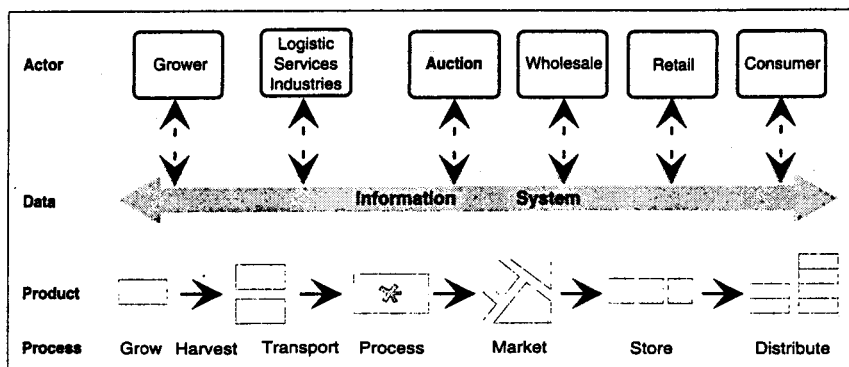 Actor
Grower
Logistic
Services
Industries
Auction
Wholesale
Retail
Consumer
Data
Information System
Product
Process Grow Harvest Transport Process Market Store Distribute